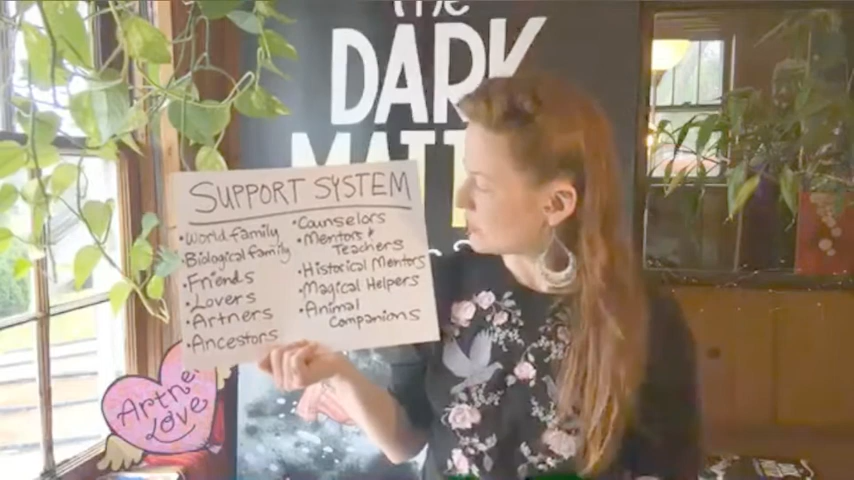 The
DARK
MATT
SUPPORT SYSTEM
•World family
•Biological family
•Friends
•Lovers
•Artners
•Ancestors
•Counselors
•Mentors &
Teachers
•Historical Mentors
•Magical Helpers
•Animal
Companions
Artner
Love